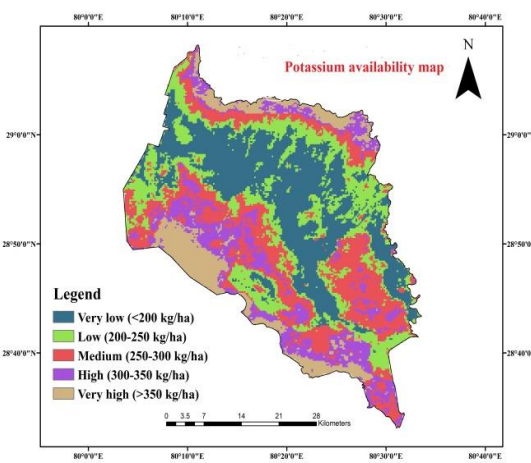 80°0'0"E 80°10'0"E 80°20'0"E 80°30'0"E 80°40'0"E
N
Potassium availability map
29°0'0"N 29°0'0"N
28°50'0"N 28°50'0"N
Legend
Very low (<200 kg/ha)
Low (200-250 kg/ha)
Medium (250-300 kg/ha)
High (300-350 kg/ha)
Very high (>350 kg/ha)
28°40'0"N 28°40'0"N
0 3.5 7 14 21 28
Kilometers
80°0'0"E 80°10'0"E 80°20'0"E 80°30'0"E 80°40'0"E